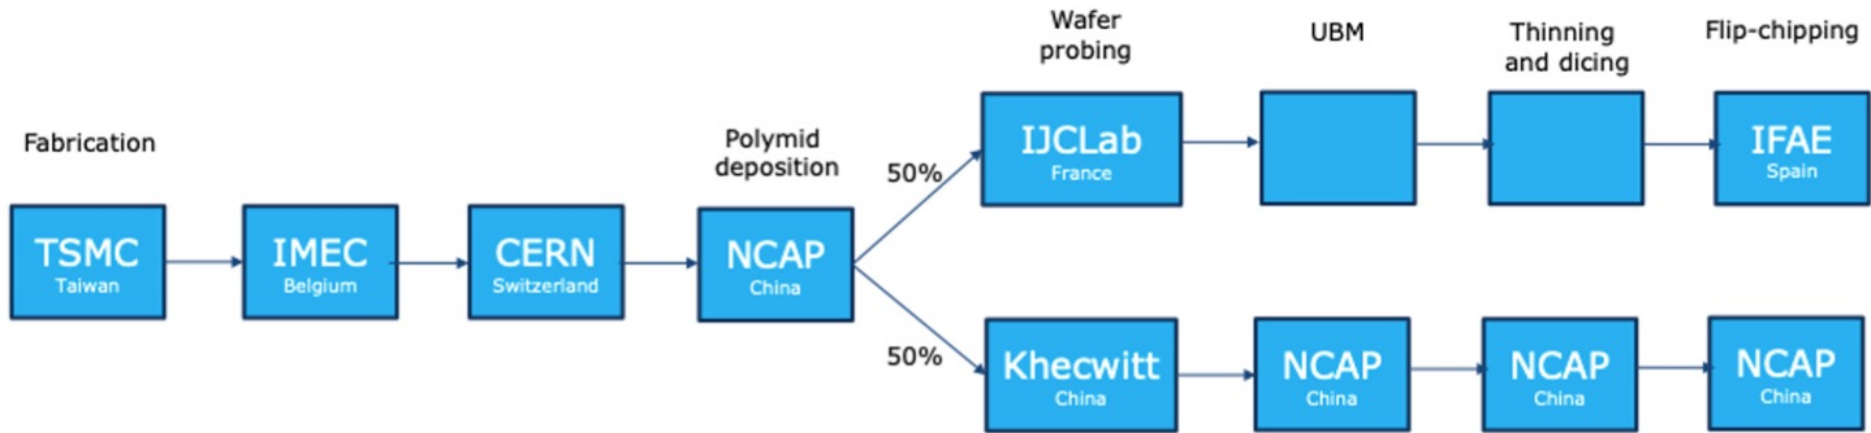 Fabrication
TSMC
Taiwan
IMEC
Belgium
CERN
Switzerland
Polymid
deposition
NCAP
China
50%
50%
Wafer
probing
IJCLab
France
UBM
Thinning
and dicing
Flip-chipping
IFAE
Spain
Khecwitt
China
NCAP
China
NCAP
China
NCAP
China